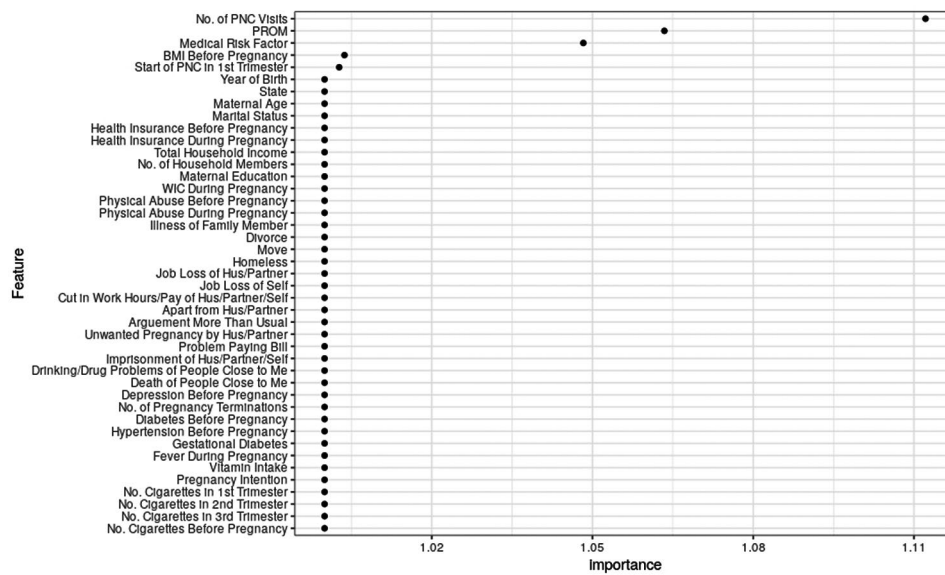 No. of PNC Visits
PROM
Medical Risk Factor
BMI Before Pregnancy
Start of PNC in 1st Trimester
Year of Birth
State
Maternal Age
Marital Status
Health Insurance Before Pregnancy
Health Insurance During Pregnancy
Total Household Income
No. of Household Members
Maternal Education
WIC During Pregnancy
Physical Abuse Before Pregnancy
Physical Abuse During Pregnancy
Illness of Family Member
Divorce
Move
Homeless
Job Loss of Hus/Partner
Job Loss of Self
Cut in Work Hours/Pay of Hus/Partner/Self
Apart from Hus/Partner
Arguement More Than Usual
Unwanted Pregnancy by Hus/Partner
Problem Paying Bill
Imprisonment of Hus/Partner/Self
Drinking/Drug Problems of People Close to Me
Death of People Close to Me
Depression Before Pregnancy
No. of Pregnancy Terminations
Diabetes Before Pregnancy
Hypertension Before Pregnancy
Gestational Diabetes
Fever During Pregnancy
Vitamin Intake
Pregnancy Intention
No. Cigarettes in 1st Trimester
No. Cigarettes in 2nd Trimester
No. Cigarettes in 3rd Trimester
No. Cigarettes Before Pregnancy
Feature
1.02 1.05 1.08 1.11
Importance